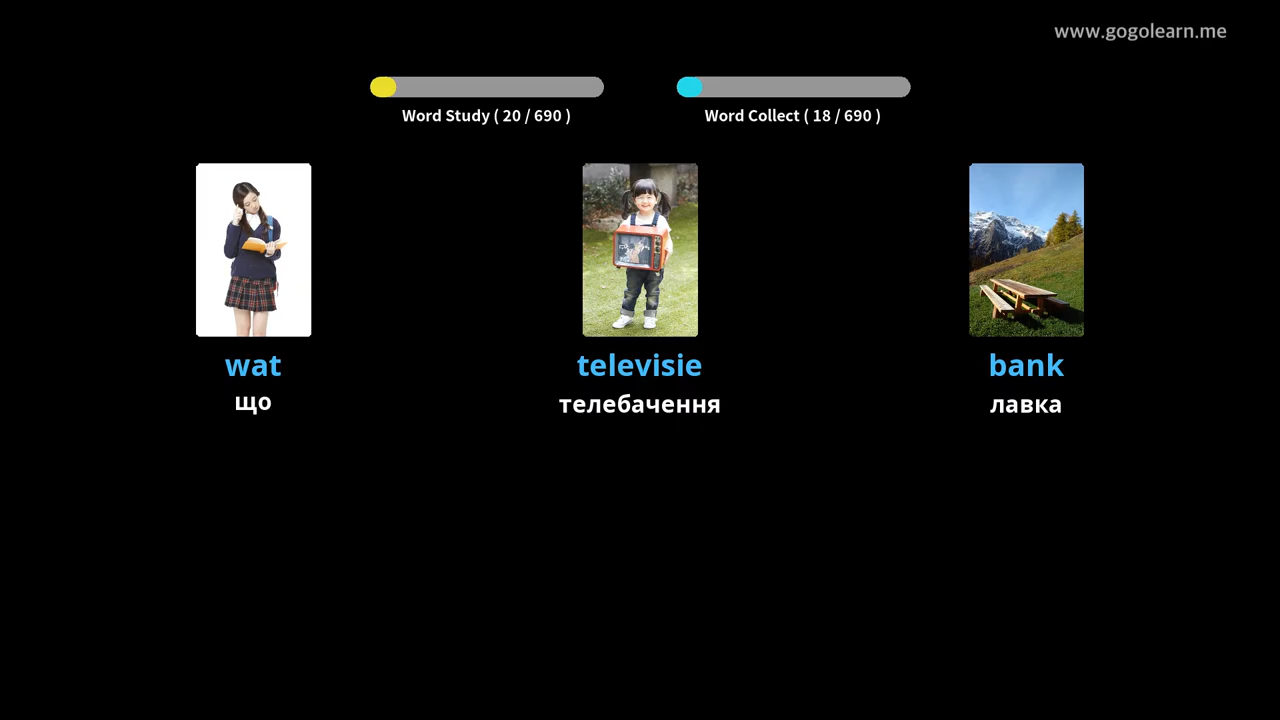 www.gogolearn.me
Word Study ( 20 / 690 )
Word Collect ( 18 / 690 )
wat
televisie
bank
що
телебачення
лавка